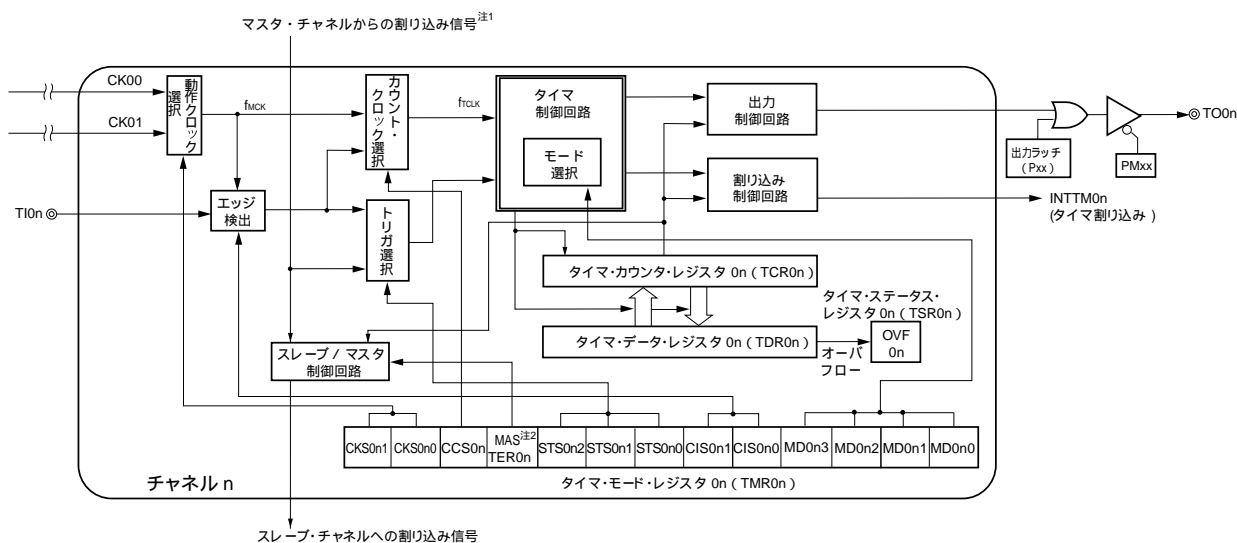 マスタ・チャネルからの割り込み信号注1
CK00
CK01
動作クロック
選択
fMCK
カウント・
クロック選択
fTCLK
タイマ
制御回路
モード
選択
出力
制御回路
TO0n
出力ラッチ
(Pxx)
PMxx
TI0n
エッジ
検出
トリガ選択
割り込み
制御回路
INTTM0n
(タイマ割り込み)
タイマ・カウンタ・レジスタ 0n(TCR0n)
タイマ・ステータス・
レジスタ 0n(TSR0n)
タイマ・データ・レジスタ 0n(TDR0n)
オーバ
フロー
OVF
0n
スレーブ/マスタ
制御回路
CKS0n1 CKS0n0 CCS0n MAS注2 TER0n STS0n2 STS0n1 STS0n0 CIS0n1 CIS0n0 MD0n3 MD0n2 MD0n1 MD0n0
チャネル n
タイマ・モード・レジスタ 0n(TMR0n)
スレーブ・チャネルへの割り込み信号